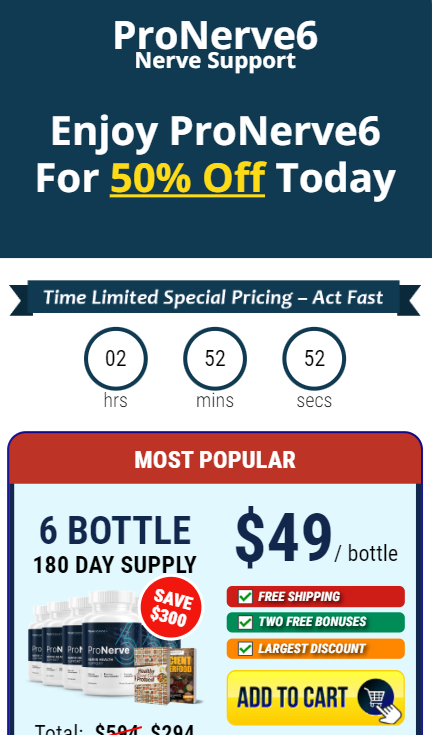 ProNerve6
Nerve Support
Enjoy ProNerve6
For 50% Off Today
Time Limited Special Pricing – Act Fast
02
52
52
hrs
mins
secs
MOST POPULAR
6 BOTTLE
180 DAY SUPPLY
SAVE
$300
ProNerve
$49 / bottle
FREE SHIPPING
TWO FREE BONUSES
LARGEST DISCOUNT
ADD TO CART
Total: $594 $294